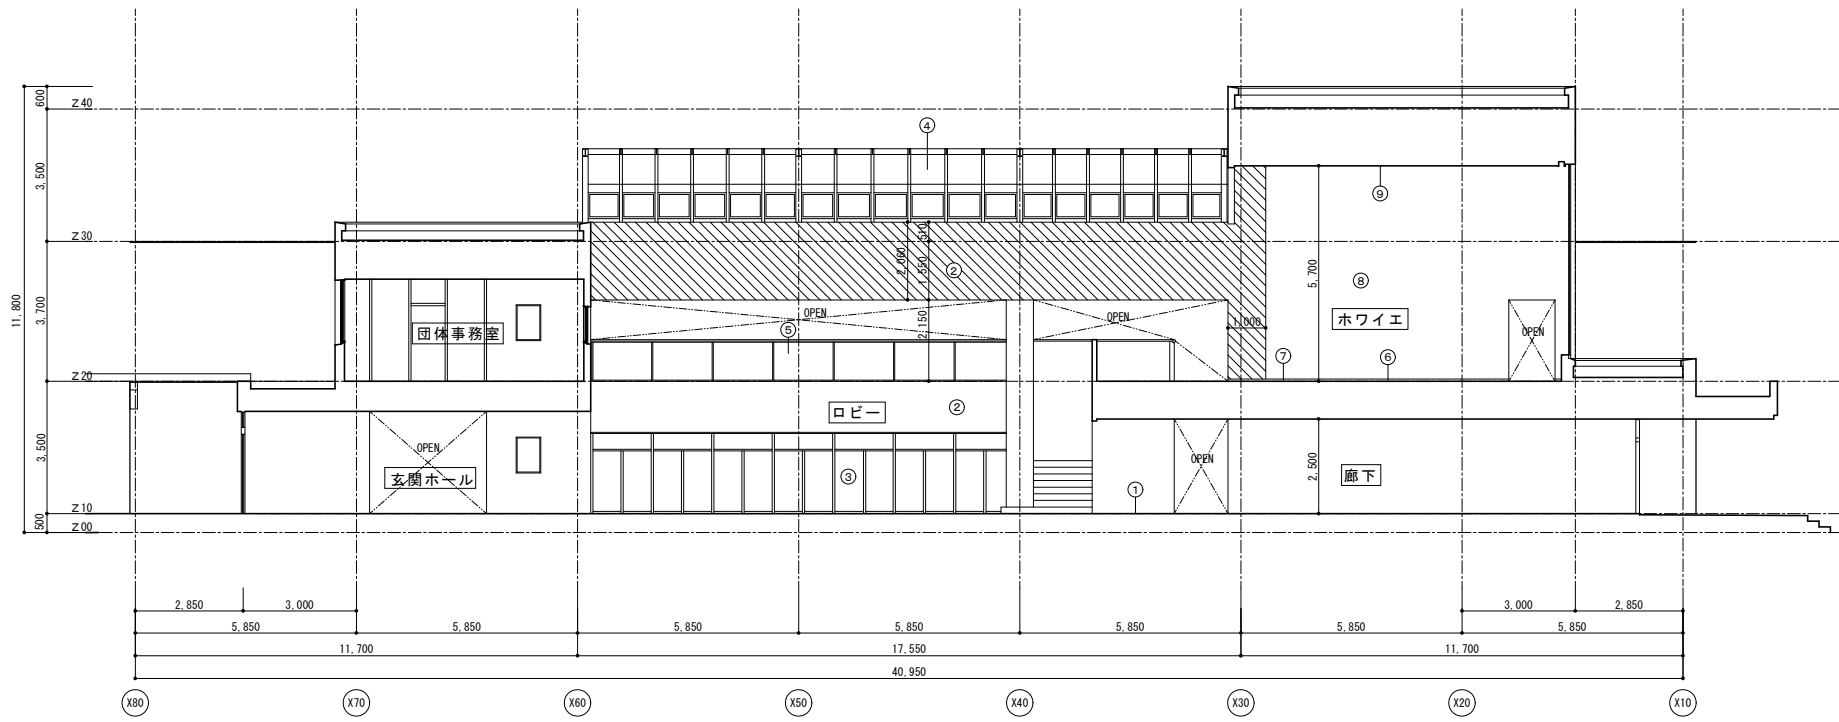 600
Z40
④
3,500
⑨
Z30
510
2,060
1,550
②
5,700
⑧
11,800
3,700
OPEN
OPEN
ホワイエ
団体事務室
⑤
2,150
1,000
OPEN
⑦
⑥
Z20
ロビー
②
3,500
OPEN
OPEN
2,500
玄関ホール
③
廊下
①
Z10
500
Z00
2,850
3,000
3,000
2,850
5,850
5,850
5,850
5,850
5,850
5,850
5,850
11,700
17,550
11,700
40,950
X80
X70
X60
X50
X40
X30
X20
X10